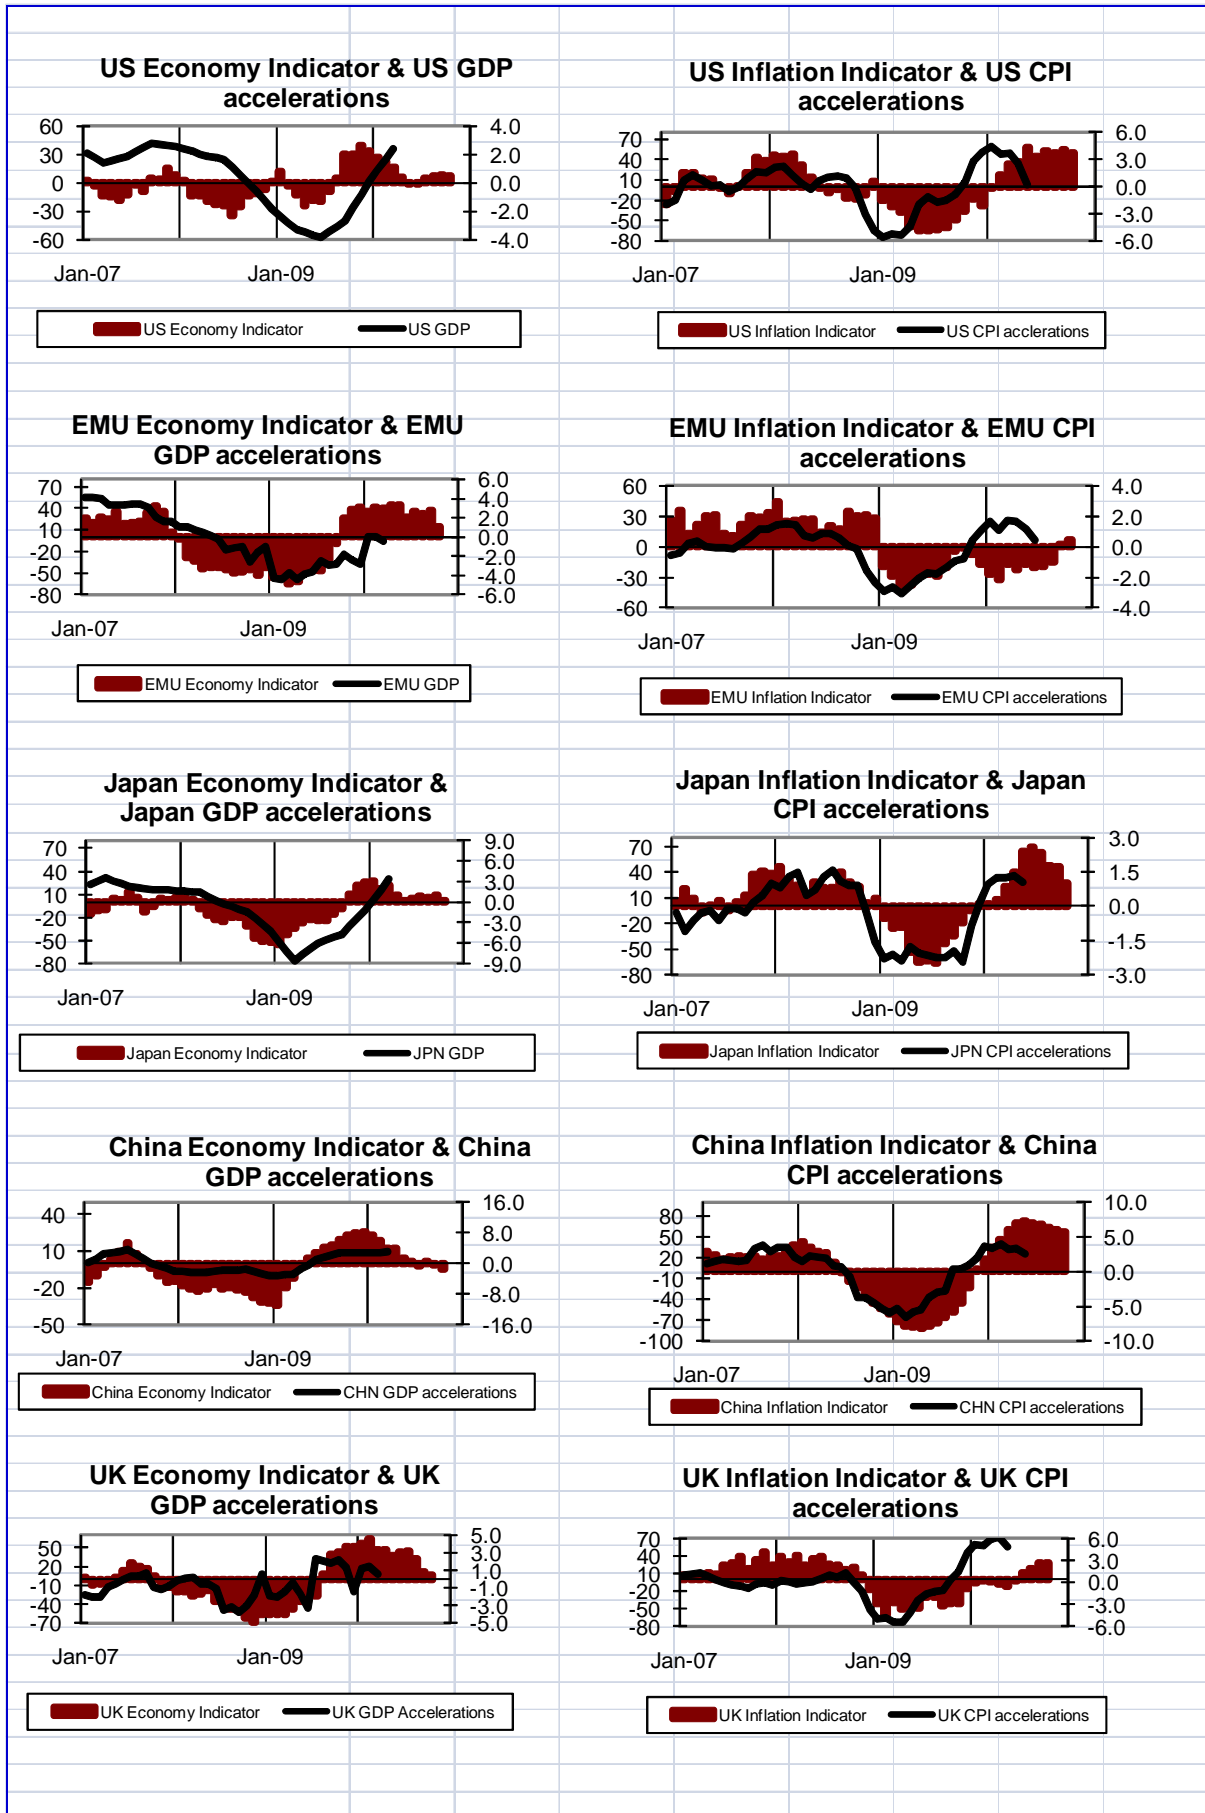 US Economy Indicator & US GDP
accelerations
60
30
0
-30
-60
4.0
2.0
0.0
-2.0
-4.0
Jan-07
Jan-09
US Economy Indicator
US GDP
US Inflation Indicator & US CPI
accelerations
70
40
10
-20
-50
-80
6.0
3.0
0.0
-3.0
-6.0
Jan-07
Jan-09
US Inflation Indicator
US CPI acclerations
EMU Economy Indicator & EMU
GDP accelerations
70
40
10
-20
-50
-80
6.0
4.0
2.0
0.0
-2.0
-4.0
-6.0
Jan-07
Jan-09
EMU Economy Indicator
EMU GDP
EMU Inflation Indicator & EMU CPI
accelerations
60
30
0
-30
-60
4.0
2.0
0.0
-2.0
-4.0
Jan-07
Jan-09
EMU Inflation Indicator
EMU CPI accelerations
Japan Economy Indicator &
Japan GDP accelerations
70
40
10
-20
-50
-80
9.0
6.0
3.0
0.0
-3.0
-6.0
-9.0
Jan-07
Jan-09
Japan Economy Indicator
JPN GDP
Japan Inflation Indicator & Japan
CPI accelerations
70
40
10
-20
-50
-80
3.0
1.5
0.0
-1.5
-3.0
Jan-07
Jan-09
Japan Inflation Indicator
JPN CPI accelerations
China Economy Indicator & China
GDP accelerations
40
10
-20
-50
16.0
8.0
0.0
-8.0
-16.0
Jan-07
Jan-09
China Economy Indicator
CHN GDP accelerations
China Inflation Indicator & China
CPI accelerations
80
50
20
-10
-40
-70
-100
10.0
5.0
0.0
-5.0
-10.0
Jan-07
Jan-09
China Inflation Indicator
CHN CPI accelerations
UK Economy Indicator & UK
GDP accelerations
50
20
-10
-40
-70
5.0
3.0
1.0
-1.0
-3.0
-5.0
Jan-07
Jan-09
UK Economy Indicator
UK GDP Accelerations
UK Inflation Indicator & UK CPI
accelerations
70
40
10
-20
-50
-80
6.0
3.0
0.0
-3.0
-6.0
Jan-07
Jan-09
UK Inflation Indicator
UK CPI accelerations